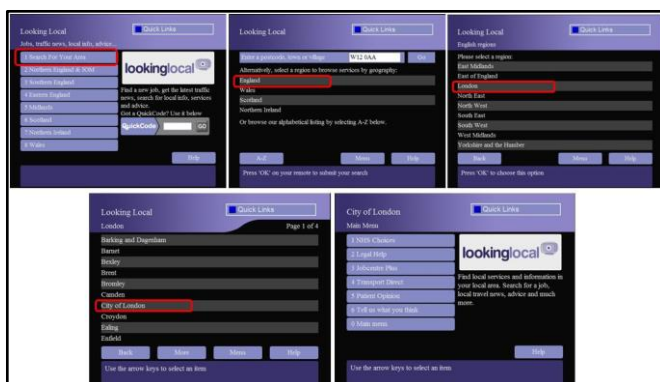 Looking Local
Quick Links
Jobs, traffic news, local info, advice...
1 Search For Your Area
2 Northern England & IOM
3 Southern England
4 Eastern England
5 Midlands
6 Scotland
7 Northern Ireland
8 Wales
lookinglocal
Find a new job, get the latest traffic
news, search for local info, services
and advice.
Got a QuickCode? Use it below
QuickCode
GO
Help
Looking Local
Quick Links
Enter a postcode, town or village
W12 0AA
Go
Alternatively, select a region to browse services by geography:
England
Wales
Scotland
Northern Ireland
Or browse our alphabetical listing by selecting A-Z below.
A-Z
Menu
Help
Press 'OK' on your remote to submit your search
Looking Local
Quick Links
English regions
Please select a region:
East Midlands
East of England
London
North East
North West
South East
South West
West Midlands
Yorkshire and the Humber
Back
Menu
Help
Press 'OK' to choose this option
Looking Local
Quick Links
London
Page 1 of 4
Barking and Dagenham
Barnet
Bexley
Brent
Bromley
Camden
City of London
Croydon
Ealing
Enfield
Back
More
Menu
Help
Use the arrow keys to select an item
City of London
Quick Links
Main Menu
1 NHS Choices
2 Legal Help
3 Jobcentre Plus
4 Transport Direct
5 Patient Opinion
6 Tell us what you think
0 Main menu
lookinglocal
Find local services and information in
your local area. Search for a job,
local travel news, advice and much
more.
Help
Use the arrow keys to select an item